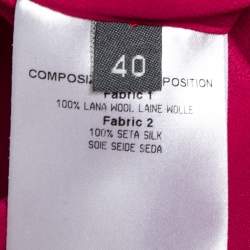 40
COMPOSI POSITION
Fabric 1
100% LANA WOOL LAINE WOLLE
Fabric 2
100% SETA SILK
SOIE SEIDE SEDA